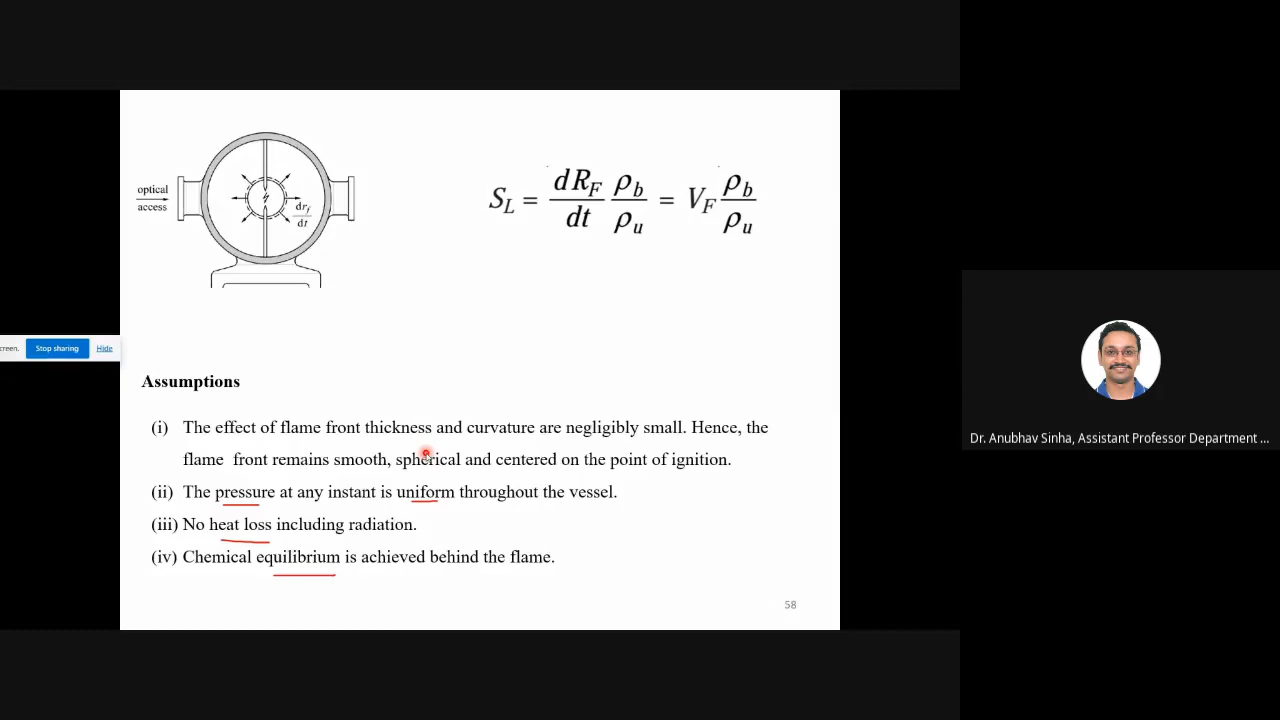 optical
access
drf
dt
S_L = dR_F/dt ρ_b/ρ_u = V_F ρ_b/ρ_u
creen. Stop sharing Hide
Assumptions
(i) The effect of flame front thickness and curvature are negligibly small. Hence, the
flame front remains smooth, spherical and centered on the point of ignition.
(ii) The pressure at any instant is uniform throughout the vessel.
(iii) No heat loss including radiation.
(iv) Chemical equilibrium is achieved behind the flame.
58
Dr. Anubhav Sinha, Assistant Professor Department ...